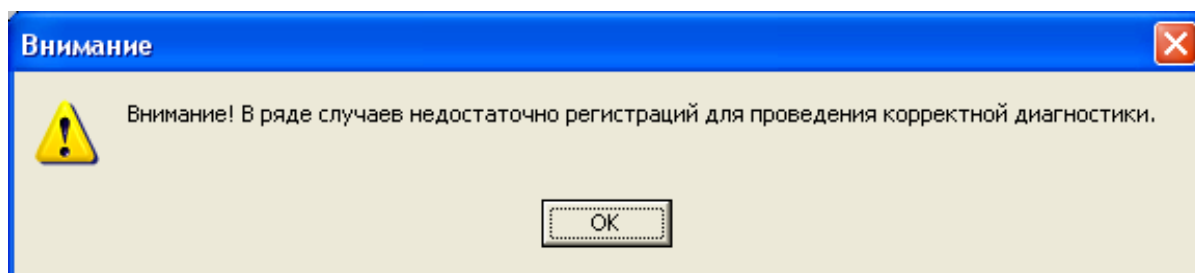 Внимание
Внимание! В ряде случаев недостаточно регистраций для проведения корректной диагностики.
OK